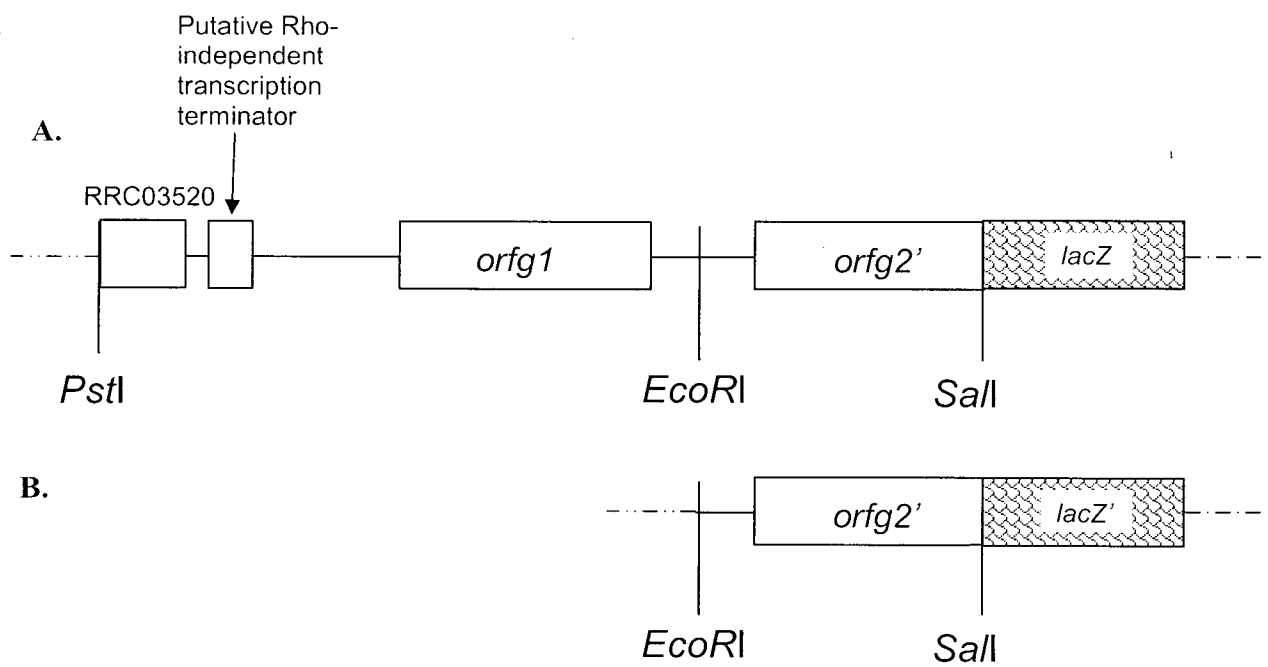 Putative Rho-
independent
transcription
terminator
A.
RRC03520
orfg1
orfg2’
lacZ
PstI
EcoRI
SalI
B.
orfg2’
lacZ’
EcoRI
SalI